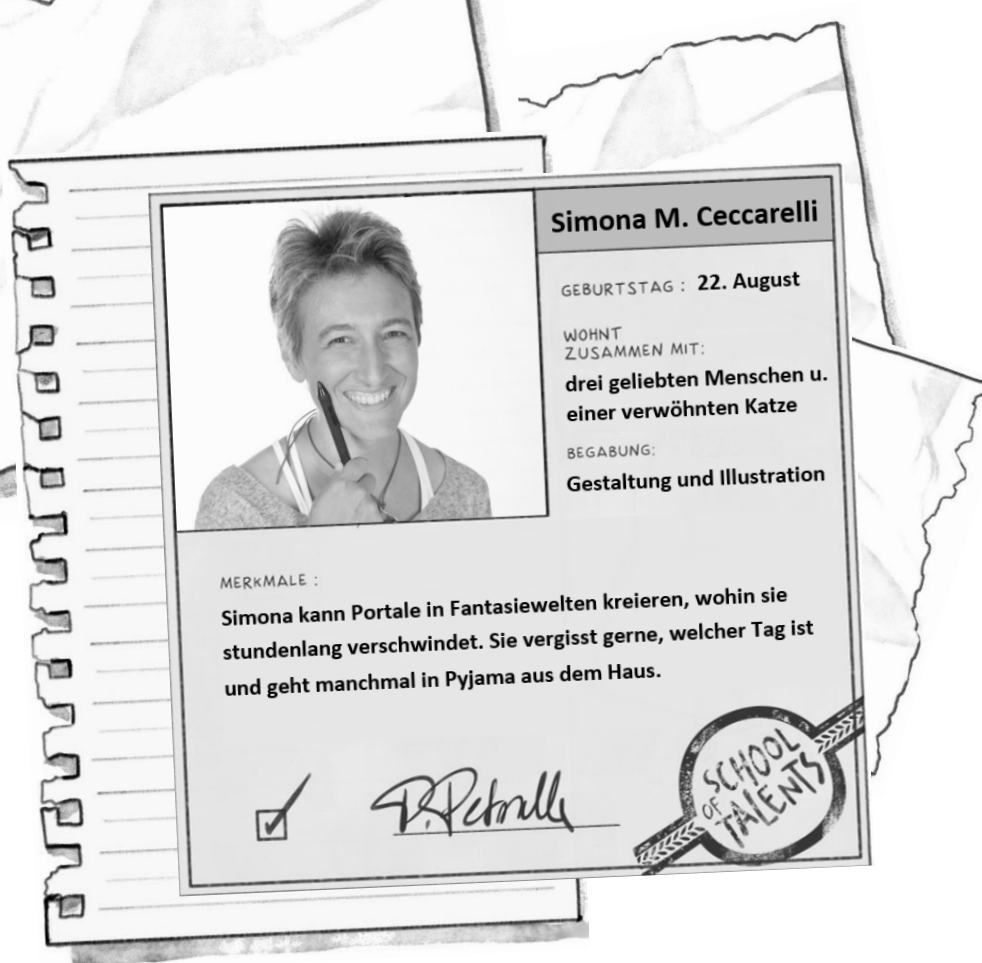 Simona M. Ceccarelli
GEBURTSTAG : 22. August
WOHNT
ZUSAMMEN MIT:
drei geliebten Menschen u.
einer verwöhnten Katze
BEGABUNG:
Gestaltung und Illustration
MERKMALE :
Simona kann Portale in Fantasiewelten kreieren, wohin sie
stundenlang verschwindet. Sie vergisst gerne, welcher Tag ist
und geht manchmal in Pyjama aus dem Haus.
SCHOOL
OF
TALENTS